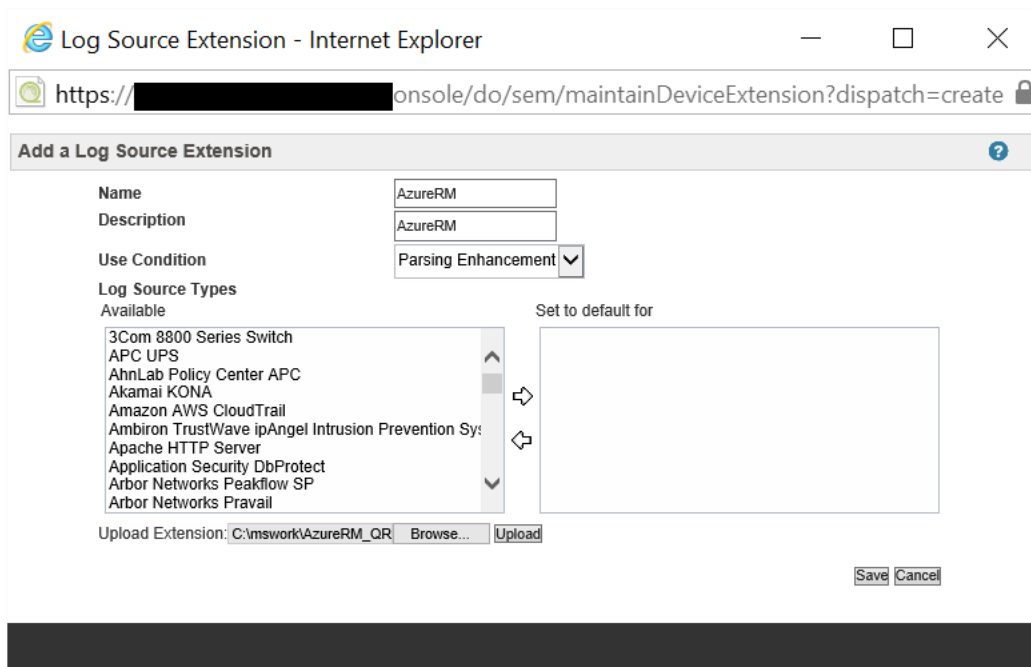 Log Source Extension - Internet Explorer
https:// onsole/do/sem/maintainDeviceExtension?dispatch=create
Add a Log Source Extension
?
Name AzureRM
Description AzureRM
Use Condition Parsing Enhancement
Log Source Types
Available Set to default for
3Com 8800 Series Switch
APC UPS
AhnLab Policy Center APC
Akamai KONA
Amazon AWS CloudTrail
Ambiron TrustWave ipAngel Intrusion Prevention Sys
Apache HTTP Server
Application Security DbProtect
Arbor Networks Peakflow SP
Arbor Networks Pravail
Upload Extension: C:\mswork\AzureRM_QR Browse... Upload
Save Cancel